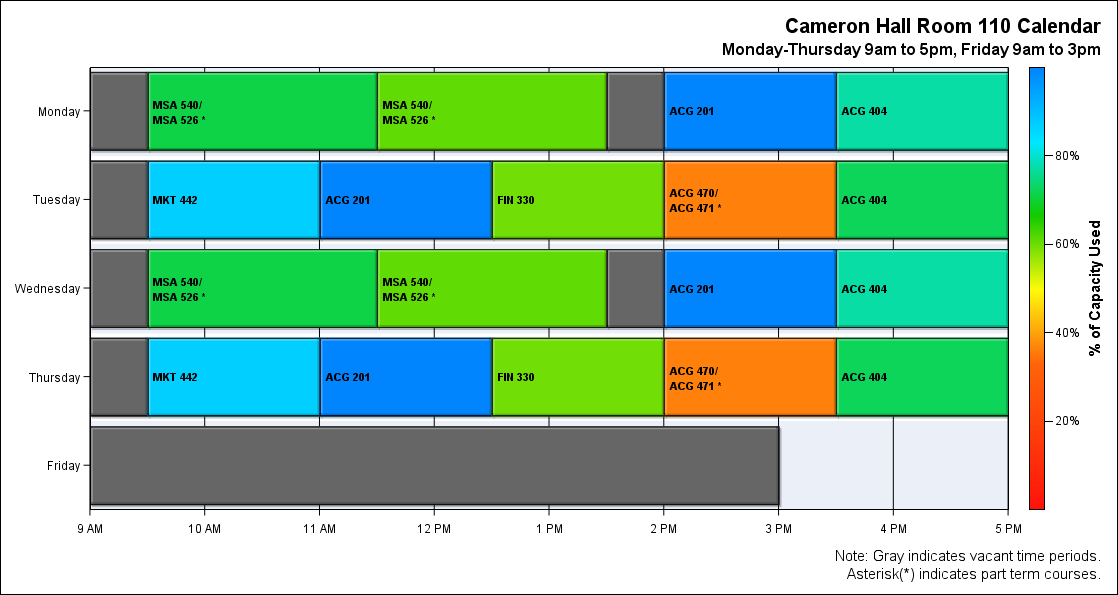 Cameron Hall Room 110 Calendar
Monday-Thursday 9am to 5pm, Friday 9am to 3pm
Monday
MSA 540/
MSA 526 *
MSA 540/
MSA 526 *
ACG 201
ACG 404
Tuesday
MKT 442
ACG 201
FIN 330
ACG 470/
ACG 471 *
ACG 404
Wednesday
MSA 540/
MSA 526 *
MSA 540/
MSA 526 *
ACG 201
ACG 404
Thursday
MKT 442
ACG 201
FIN 330
ACG 470/
ACG 471 *
ACG 404
Friday
9 AM
10 AM
11 AM
12 PM
1 PM
2 PM
3 PM
4 PM
5 PM
80%
60%
40%
20%
% of Capacity Used
Note: Gray indicates vacant time periods.
Asterisk(*) indicates part term courses.